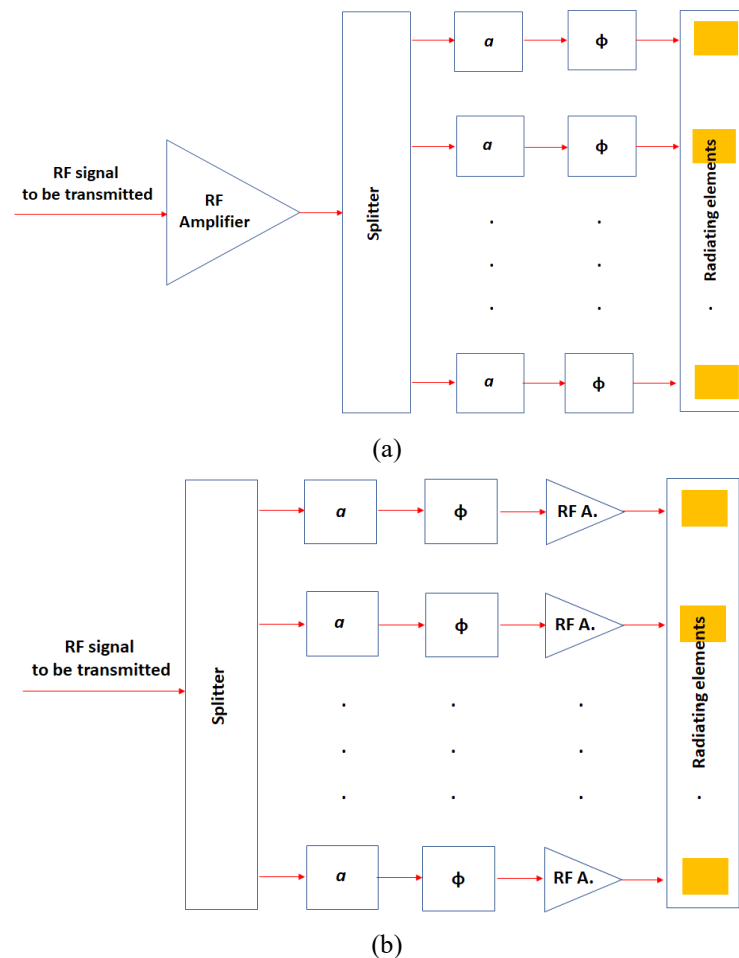 RF signal
to be transmitted
RF
Amplifier
Splitter
a
ϕ
a
ϕ
a
ϕ
Radiating elements
(a)
RF signal
to be transmitted
Splitter
a
ϕ
RF A.
a
ϕ
RF A.
a
ϕ
RF A.
Radiating elements
(b)